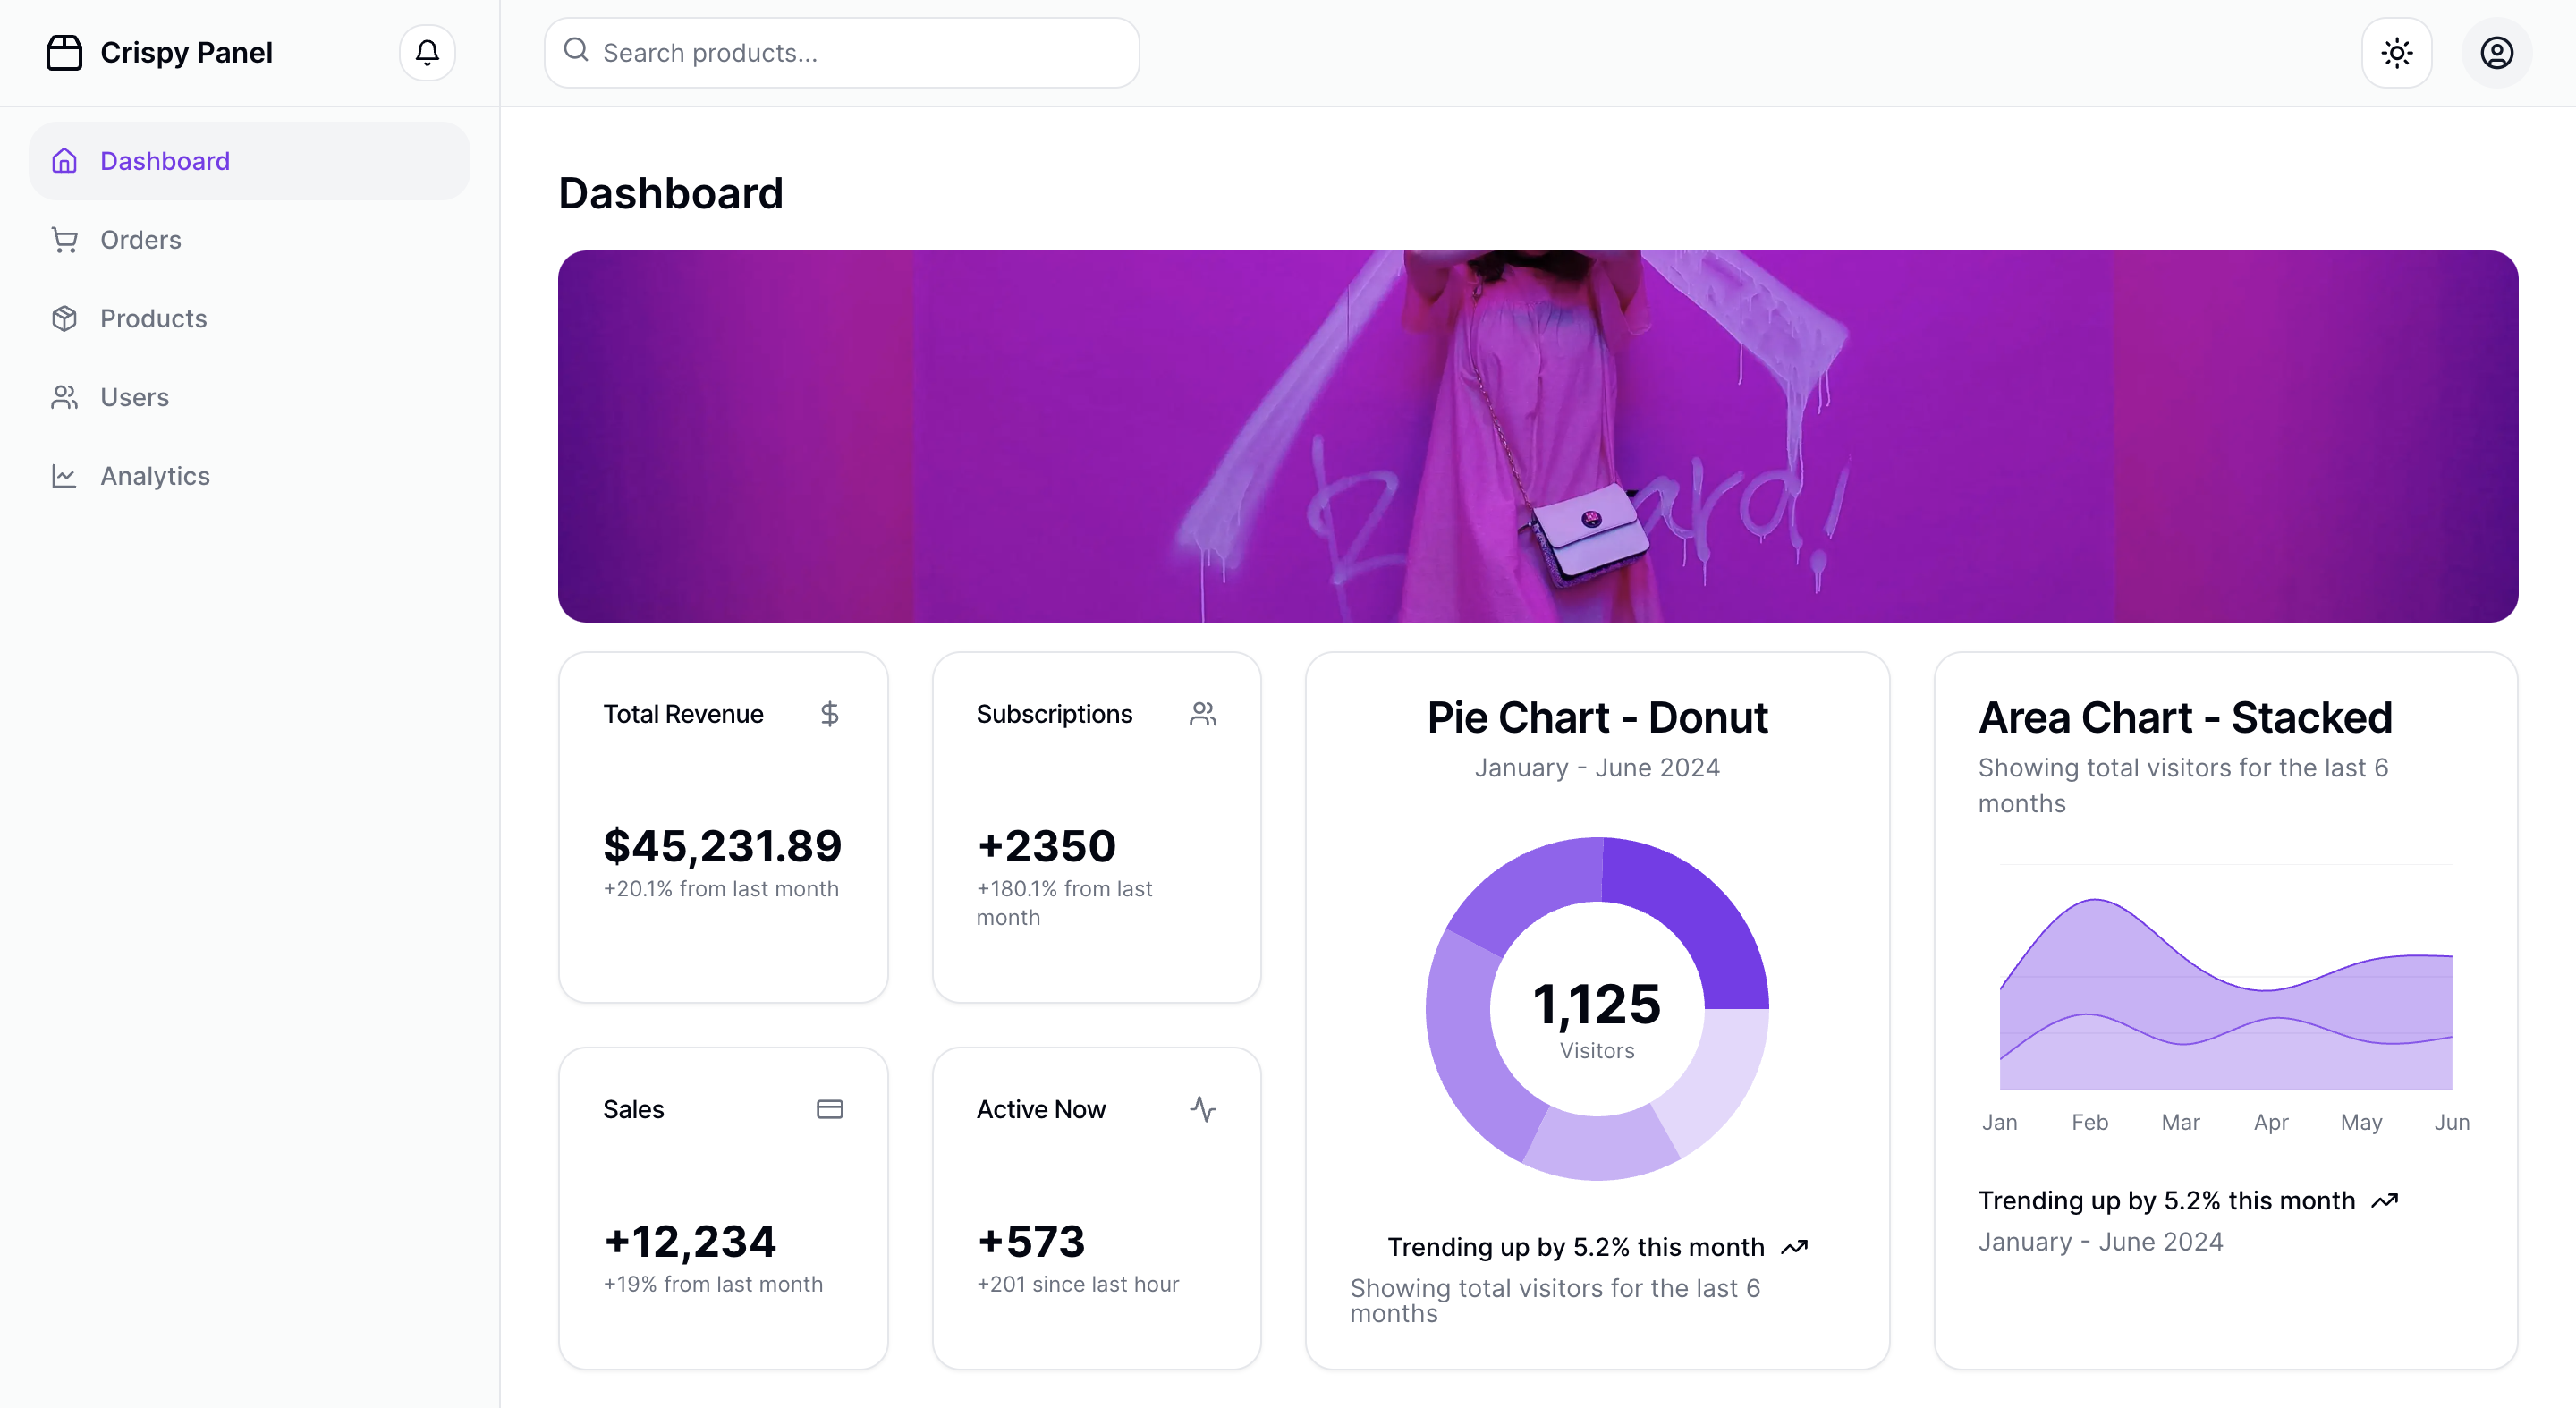 Crispy Panel
Search products...
Dashboard
Orders
Products
Users
Analytics
Dashboard
Total Revenue
$45,231.89
+20.1% from last month
Subscriptions
+2350
+180.1% from last
month
Sales
+12,234
+19% from last month
Active Now
+573
+201 since last hour
Pie Chart - Donut
January - June 2024
1,125
Visitors
Trending up by 5.2% this month
Showing total visitors for the last 6
months
Area Chart - Stacked
Showing total visitors for the last 6
months
Jan Feb Mar Apr May Jun
Trending up by 5.2% this month
January - June 2024